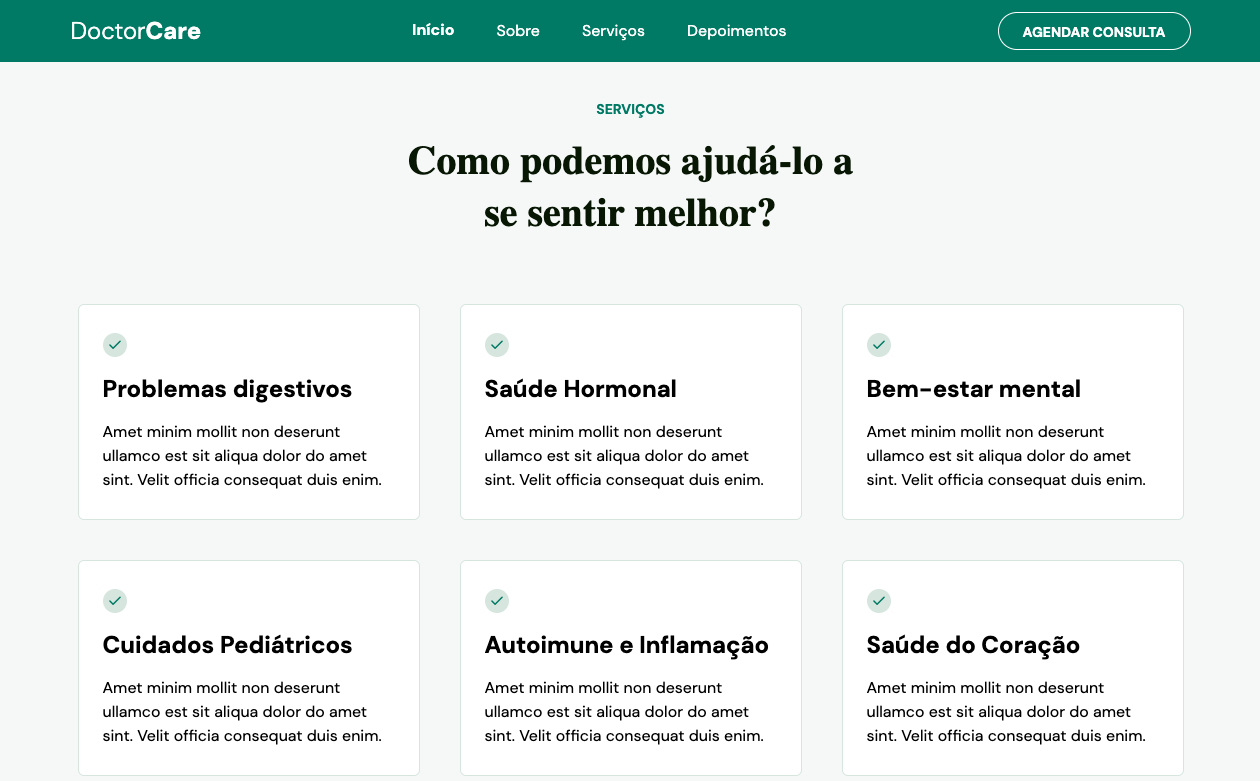 DoctorCare
Início
Sobre
Serviços
Depoimentos
AGENDAR CONSULTA
SERVIÇOS
Como podemos ajudá-lo a
se sentir melhor?
Problemas digestivos
Amet minim mollit non deserunt
ullamco est sit aliqua dolor do amet
sint. Velit officia consequat duis enim.
Saúde Hormonal
Amet minim mollit non deserunt
ullamco est sit aliqua dolor do amet
sint. Velit officia consequat duis enim.
Bem-estar mental
Amet minim mollit non deserunt
ullamco est sit aliqua dolor do amet
sint. Velit officia consequat duis enim.
Cuidados Pediátricos
Amet minim mollit non deserunt
ullamco est sit aliqua dolor do amet
sint. Velit officia consequat duis enim.
Autoimune e Inflamação
Amet minim mollit non deserunt
ullamco est sit aliqua dolor do amet
sint. Velit officia consequat duis enim.
Saúde do Coração
Amet minim mollit non deserunt
ullamco est sit aliqua dolor do amet
sint. Velit officia consequat duis enim.